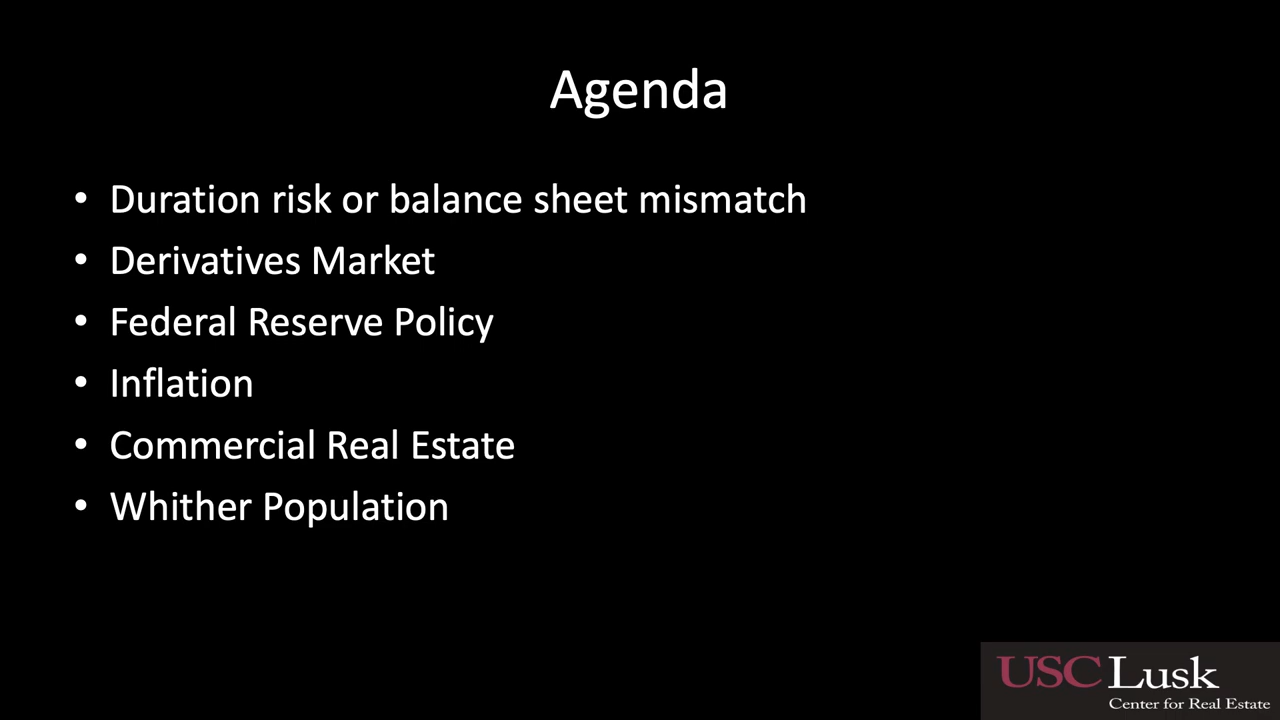 Agenda
• Duration risk or balance sheet mismatch
• Derivatives Market
• Federal Reserve Policy
• Inflation
• Commercial Real Estate
• Whither Population
USC Lusk
Center for Real Estate